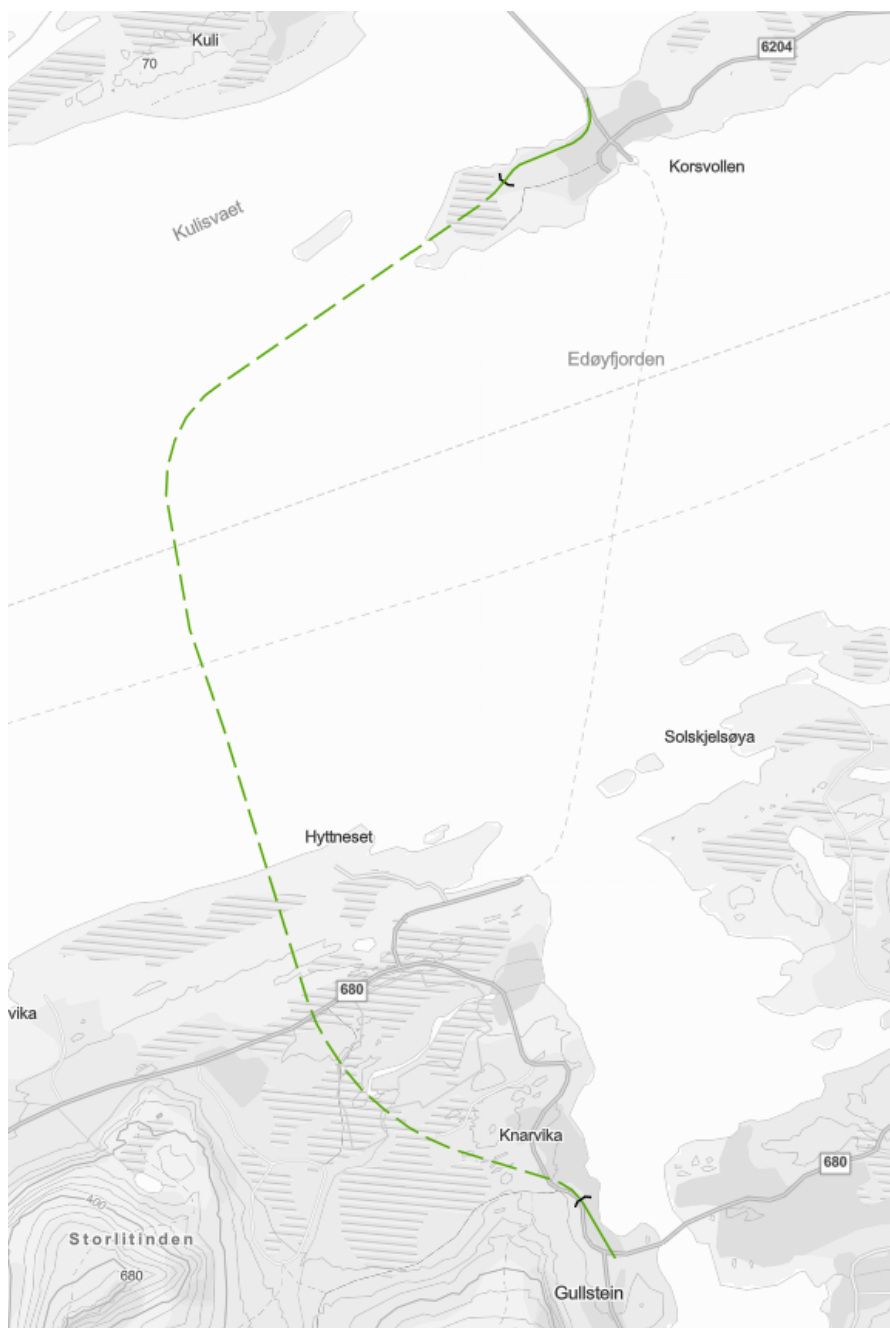 Kuli
70
6204
Korsvollen
Kulisvaet
Edøyfjorden
Solskjelsøya
Hyttneset
680
vika
Knarvika
680
400
Storlitinden
680
Gullstein